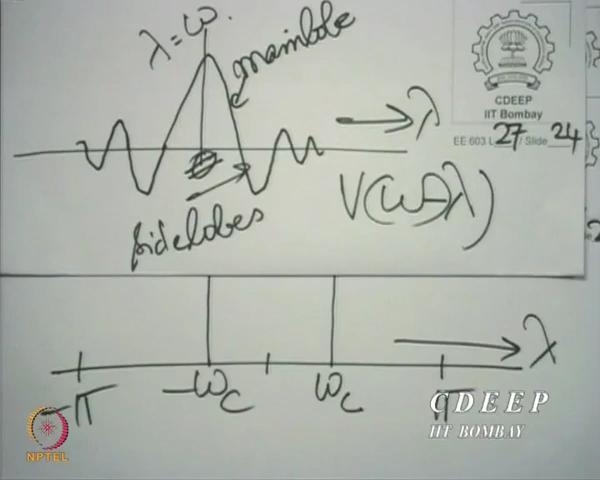 λ=ω
mainlobe
CDEEP
IIT Bombay
EE 603 L 27 / Slide 24
λ
V(ω-λ)
sidelobes
λ
-π -ωc ωc π
CDEEP
IIT BOMBAY
NPTEL